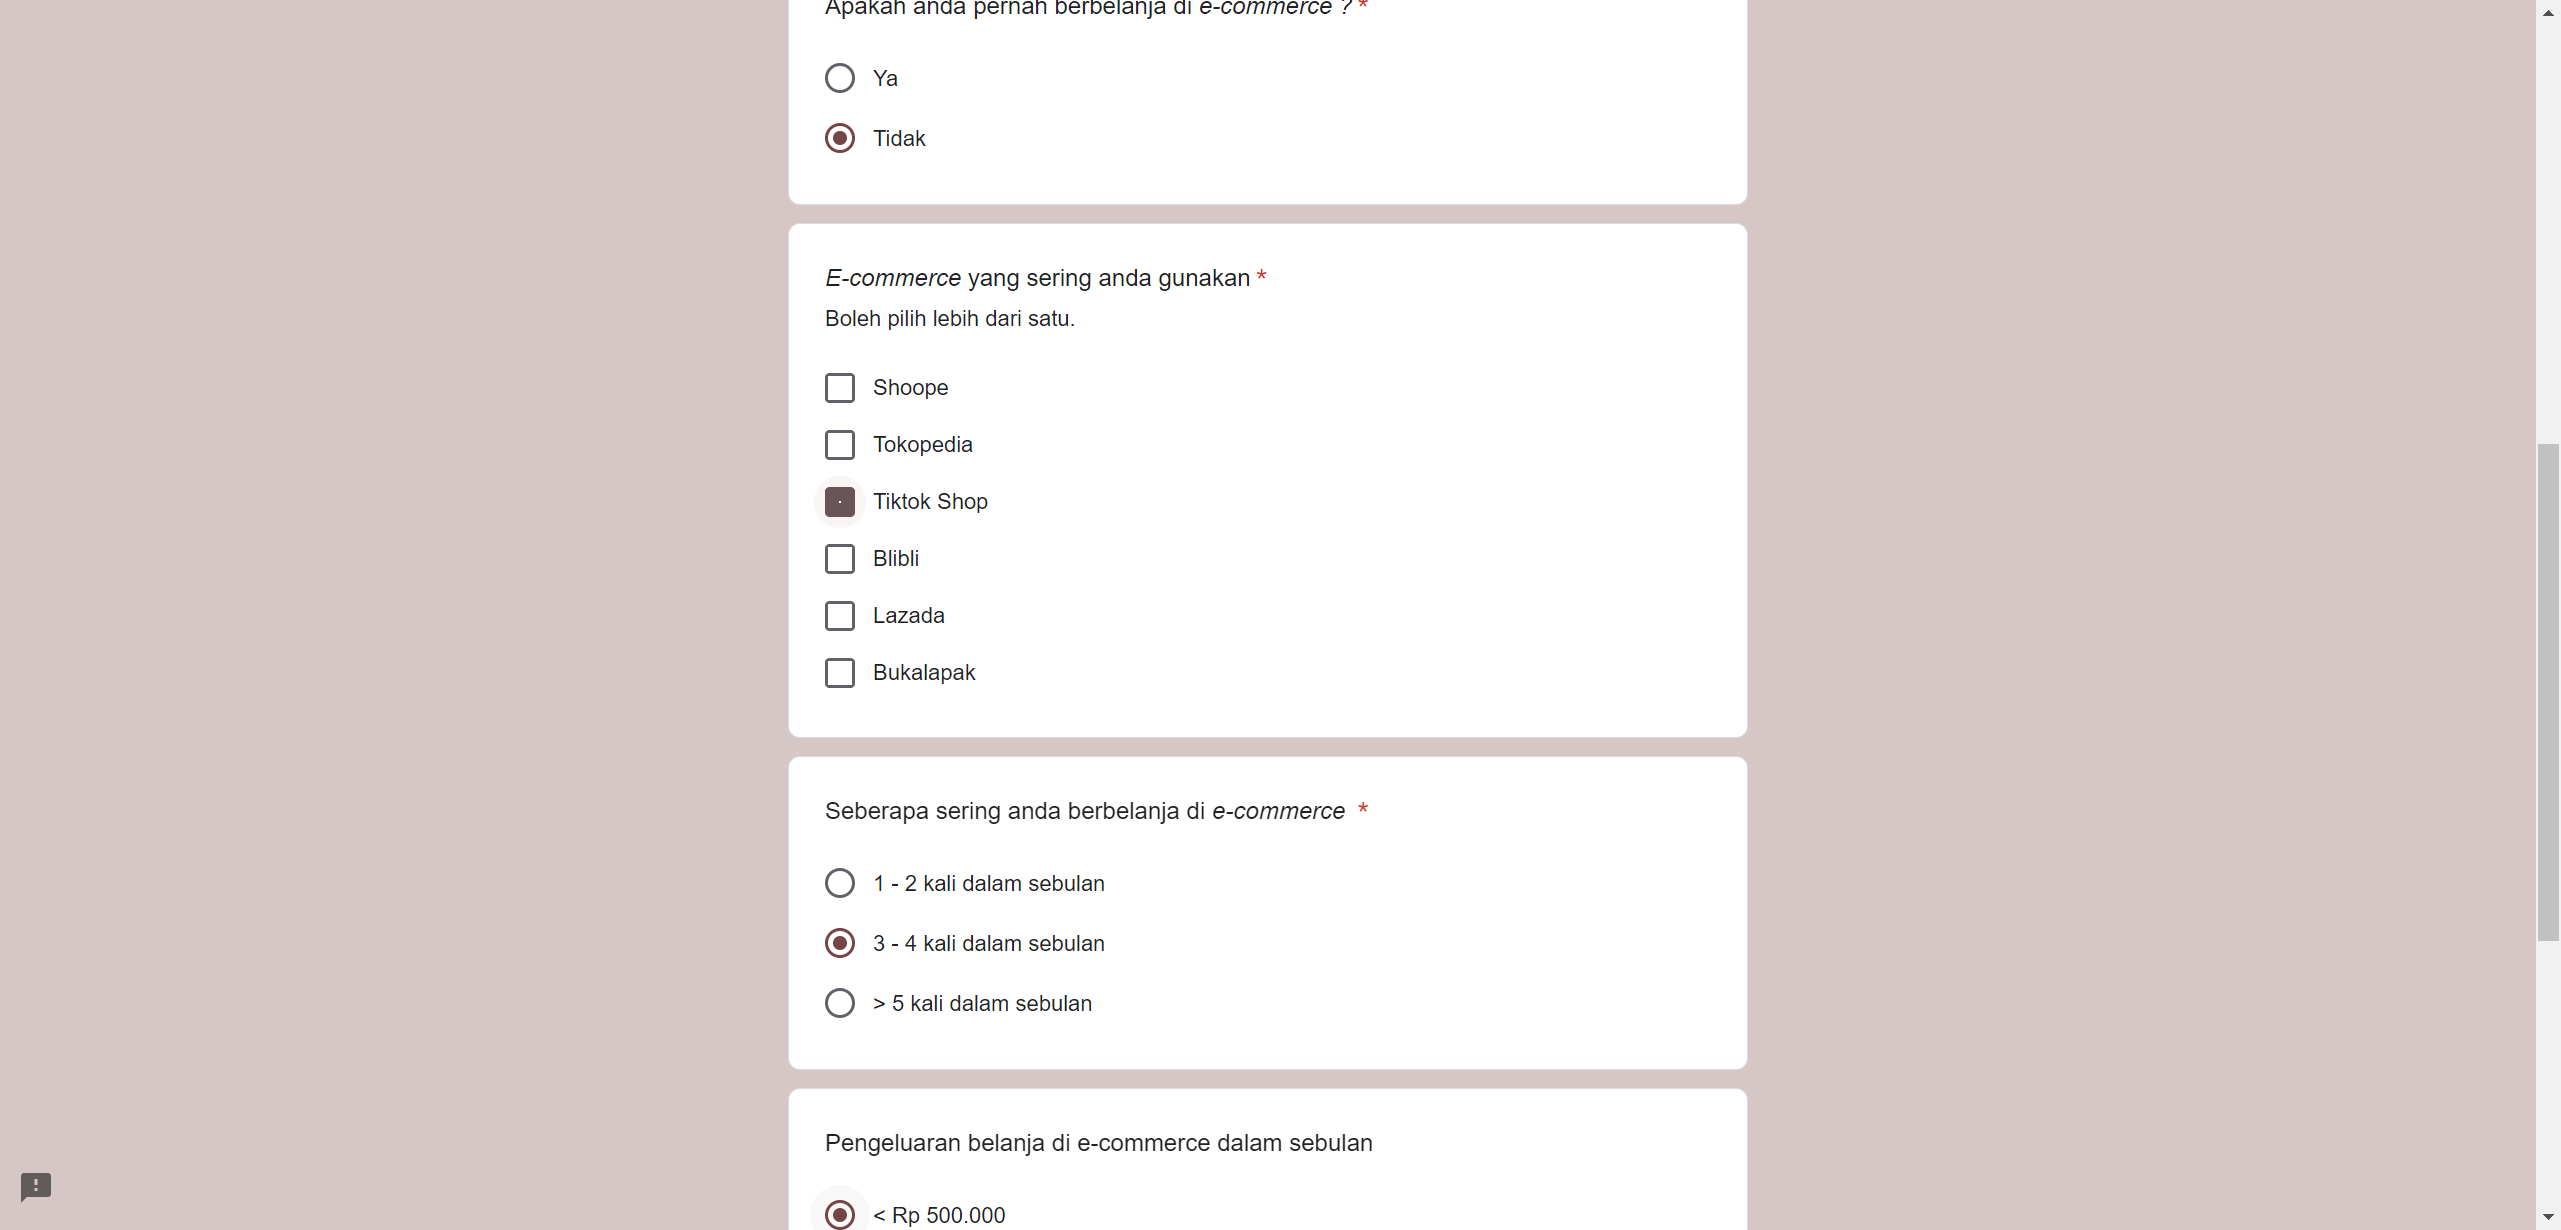 Apakah anda pernah berbelanja di e-commerce ? *
Ya
Tidak
E-commerce yang sering anda gunakan *
Boleh pilih lebih dari satu.
Shoope
Tokopedia
Tiktok Shop
Blibli
Lazada
Bukalapak
Seberapa sering anda berbelanja di e-commerce *
1 - 2 kali dalam sebulan
3 - 4 kali dalam sebulan
> 5 kali dalam sebulan
Pengeluaran belanja di e-commerce dalam sebulan
< Rp 500.000